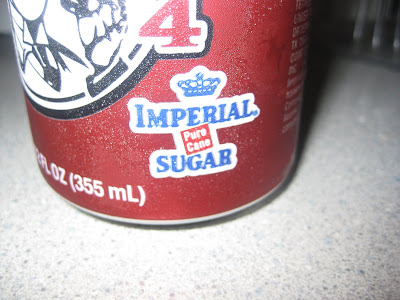 4
IMPERIAL
Pure
Cane
SUGAR
FL OZ (355 mL)